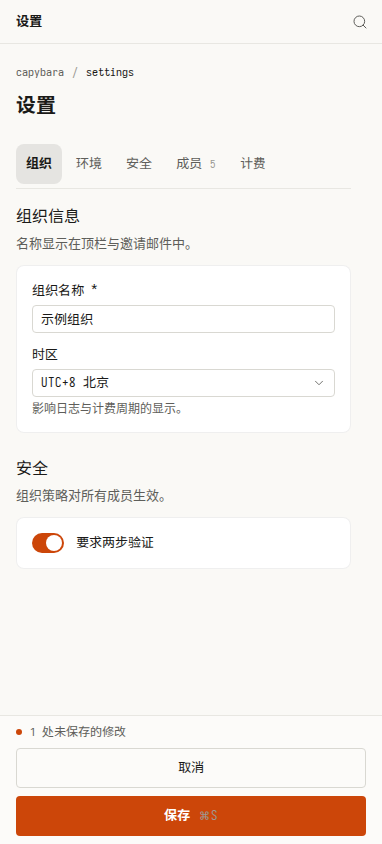 设置
capybara / settings
设置
组织 环境 安全 成员 5 计费
组织信息
名称显示在顶栏与邀请邮件中。
组织名称 *
示例组织
时区
UTC+8 北京
影响日志与计费周期的显示。
安全
组织策略对所有成员生效。
要求两步验证
1 处未保存的修改
取消
保存 ⌘S